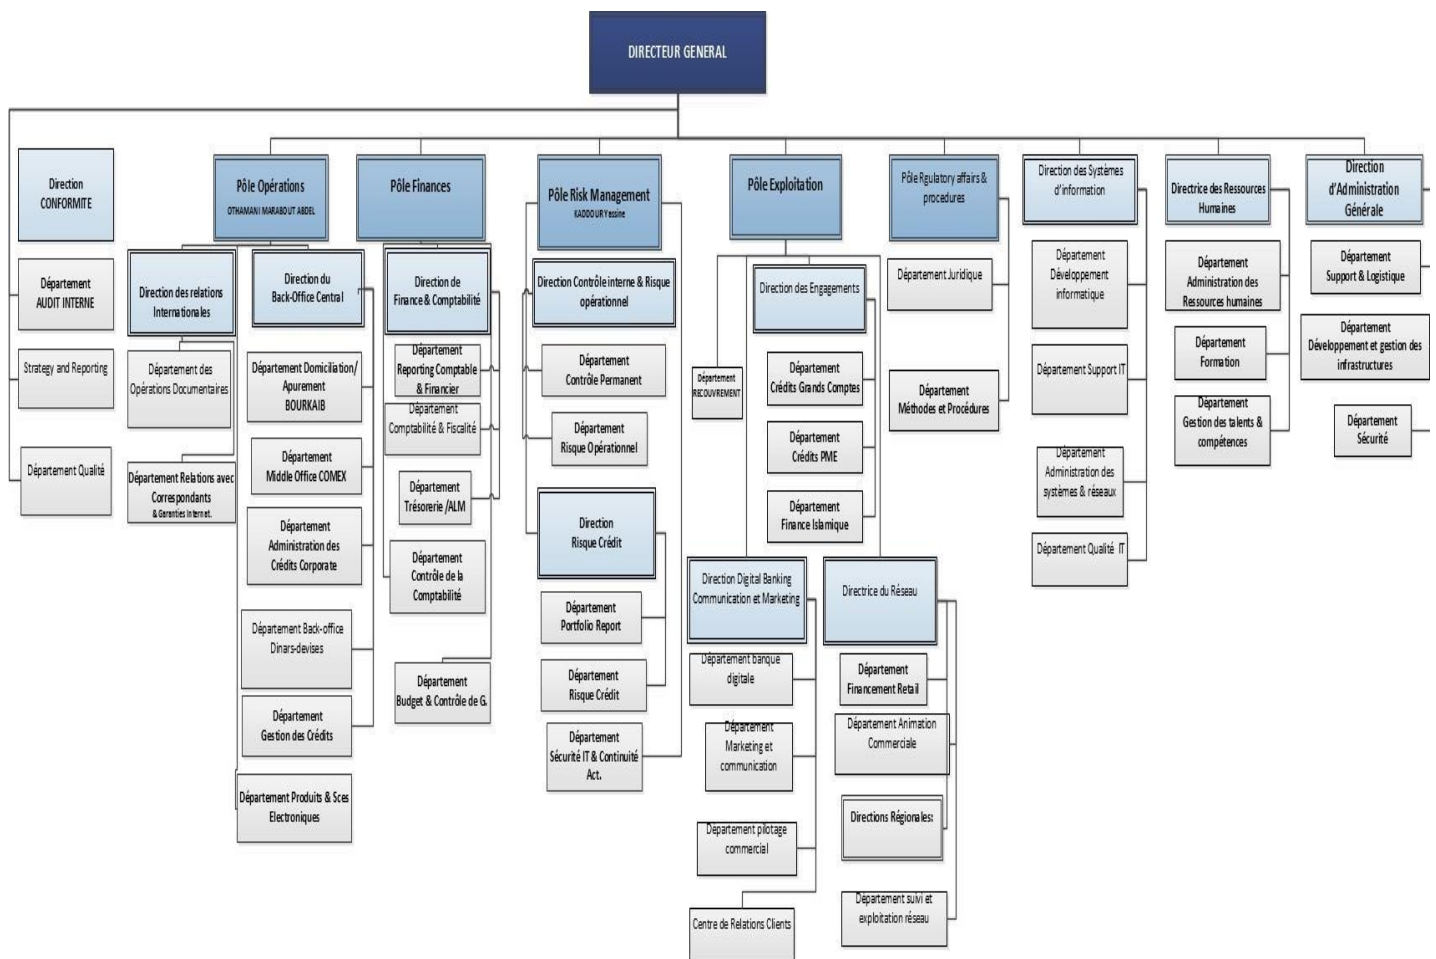 DIRECTEUR GENERAL
Direction
CONFORMITE
Département
AUDIT INTERNE
Strategy and Reporting
Département Qualité
Pôle Opérations
OTHAMANI MARABOUT ABDEL
Direction des relations
Internationales
Département des
Opérations Documentaires
Département Relations avec
Correspondants
& Garanties Internat.
Direction du
Back-Office Central
Département Domiciliation/
Apurement
BOURKAIB
Département
Middle Office COMEX
Département
Administration des
Crédits Corporate
Département Back-office
Dinars-devises
Département
Gestion des Crédits
Département Produits & Sces
Electroniques
Pôle Finances
Direction de
Finance & Comptabilité
Département
Reporting Comptable
& Financier
Département
Comptabilité & Fiscalité
Département
Trésorerie /ALM
Département
Contrôle de la
Comptabilité
Département
Budget & Contrôle de G.
Pôle Risk Management
KADDOURY assine
Direction Contrôle interne & Risque
opérationnel
Département
Contrôle Permanent
Département
Risque Opérationnel
Direction
Risque Crédit
Département
Portfolio Report
Département
Risque Crédit
Département
Sécurité IT & Continuité
Act.
Pôle Exploitation
Département
RECOUVREMENT
Direction des Engagements
Département
Crédits Grands Comptes
Département
Crédits PME
Département
Finance Islamique
Direction Digital Banking
Communication et Marketing
Département banque
digitale
Département
Marketing et
communication
Département pilotage
commercial
Centre de Relations Clients
Directrice du Réseau
Département
Financement Retail
Département Animation
Commerciale
Directions Régionales:
Département suivi et
exploitation réseau
Pôle Rgulatory affairs &
procedures
Département Juridique
Département
Méthodes et Procédures
Direction des Systèmes
d'information
Département
Développement
informatique
Département Support IT
Département
Administration des
systèmes & réseaux
Département Qualité IT
Directrice des Ressources
Humaines
Département
Administration des
Ressources humaines
Département
Formation
Département
Gestion des talents &
compétences
Direction
d'Administration
Générale
Département
Support & Logistique
Département
Développement et gestion des
infrastructures
Département
Sécurité